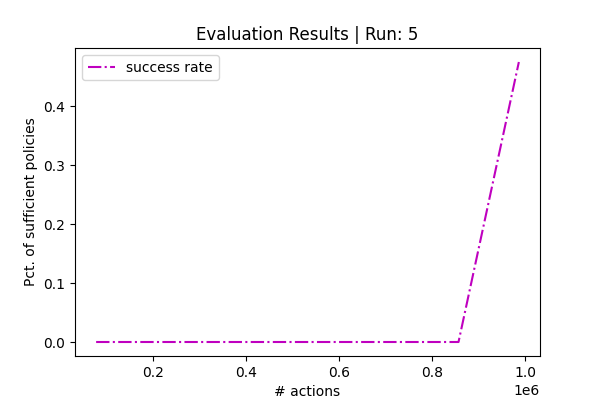 Evaluation Results | Run: 5
success rate
Pct. of sufficient policies
0.4
0.3
0.2
0.1
0.0
0.2 0.4 0.6 0.8 1.0
1e6
# actions